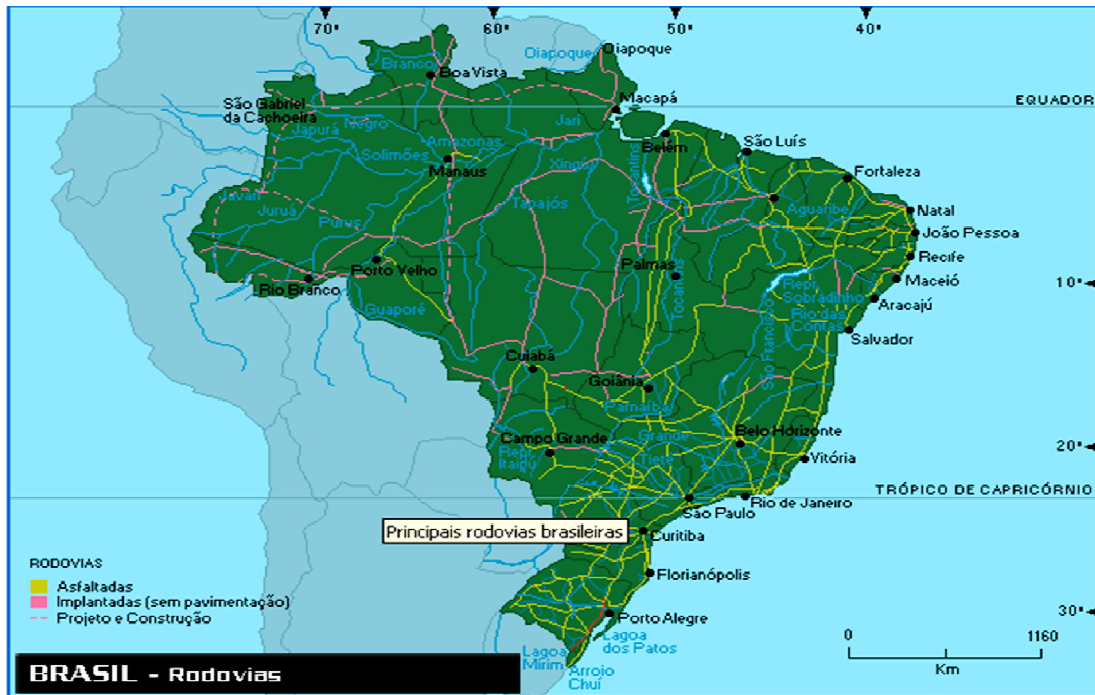 70°
60°
50°
40°
Oiapoque
Oiapoque
Branco
Boa Vista
Macapá
EQUADOR
São Gabriel
da Cachoeira
Negro
Japurá
Jari
Belém
São Luís
Amazonas
Solimões
Manaus
Xingú
Tocantins
Fortaleza
Javari
Juruá
Purus
Tapajós
Aguaribe
Natal
João Pessoa
Recife
Porto Velho
Palmas
Tocantins
Rio Branco
Repr.
Sobradinho
Maceió
10°
Aracajú
Guaporé
Rio das
Contas
São Francisco
Salvador
Cuiabá
Goiânia
Parnaíba
Belo Horizonte
Campo Grande
Grande
20°
Repr.
Itaipú
Tietê
Vitória
TRÓPICO DE CAPRICÓRNIO
Rio de Janeiro
São Paulo
Principais rodovias brasileiras
Curitiba
RODOVIAS
Asfaltadas
Implantadas (sem pavimentação)
Projeto e Construção
Florianópolis
Porto Alegre
30°
Lagoa
dos Patos
Lagoa
Mirim
Arroio
Chuí
0
1160
Km
BRASIL - Rodovias